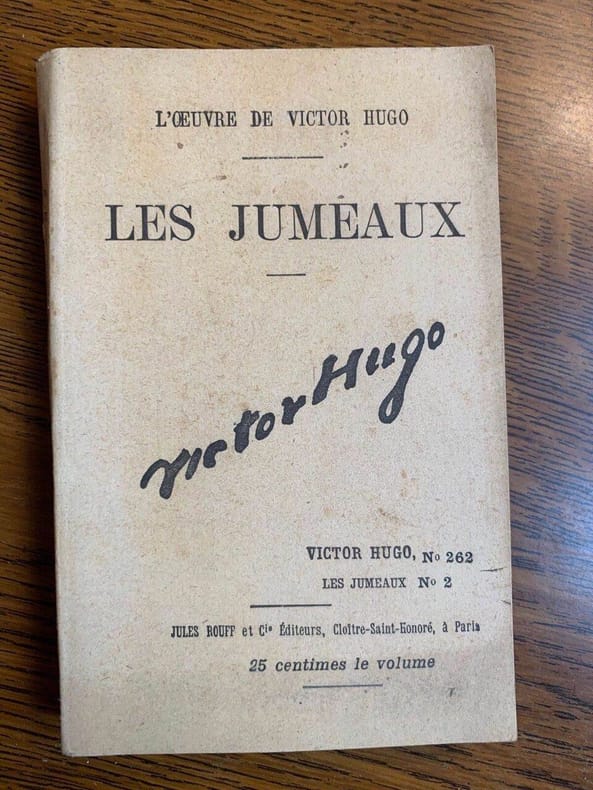 L'ŒUVRE DE VICTOR HUGO
LES JUMEAUX
Victor Hugo
VICTOR HUGO, No 262
LES JUMEAUX No 2
JULES ROUFF et Cie Éditeurs, Cloître-Saint-Honoré, à Paris
25 centimes le volume